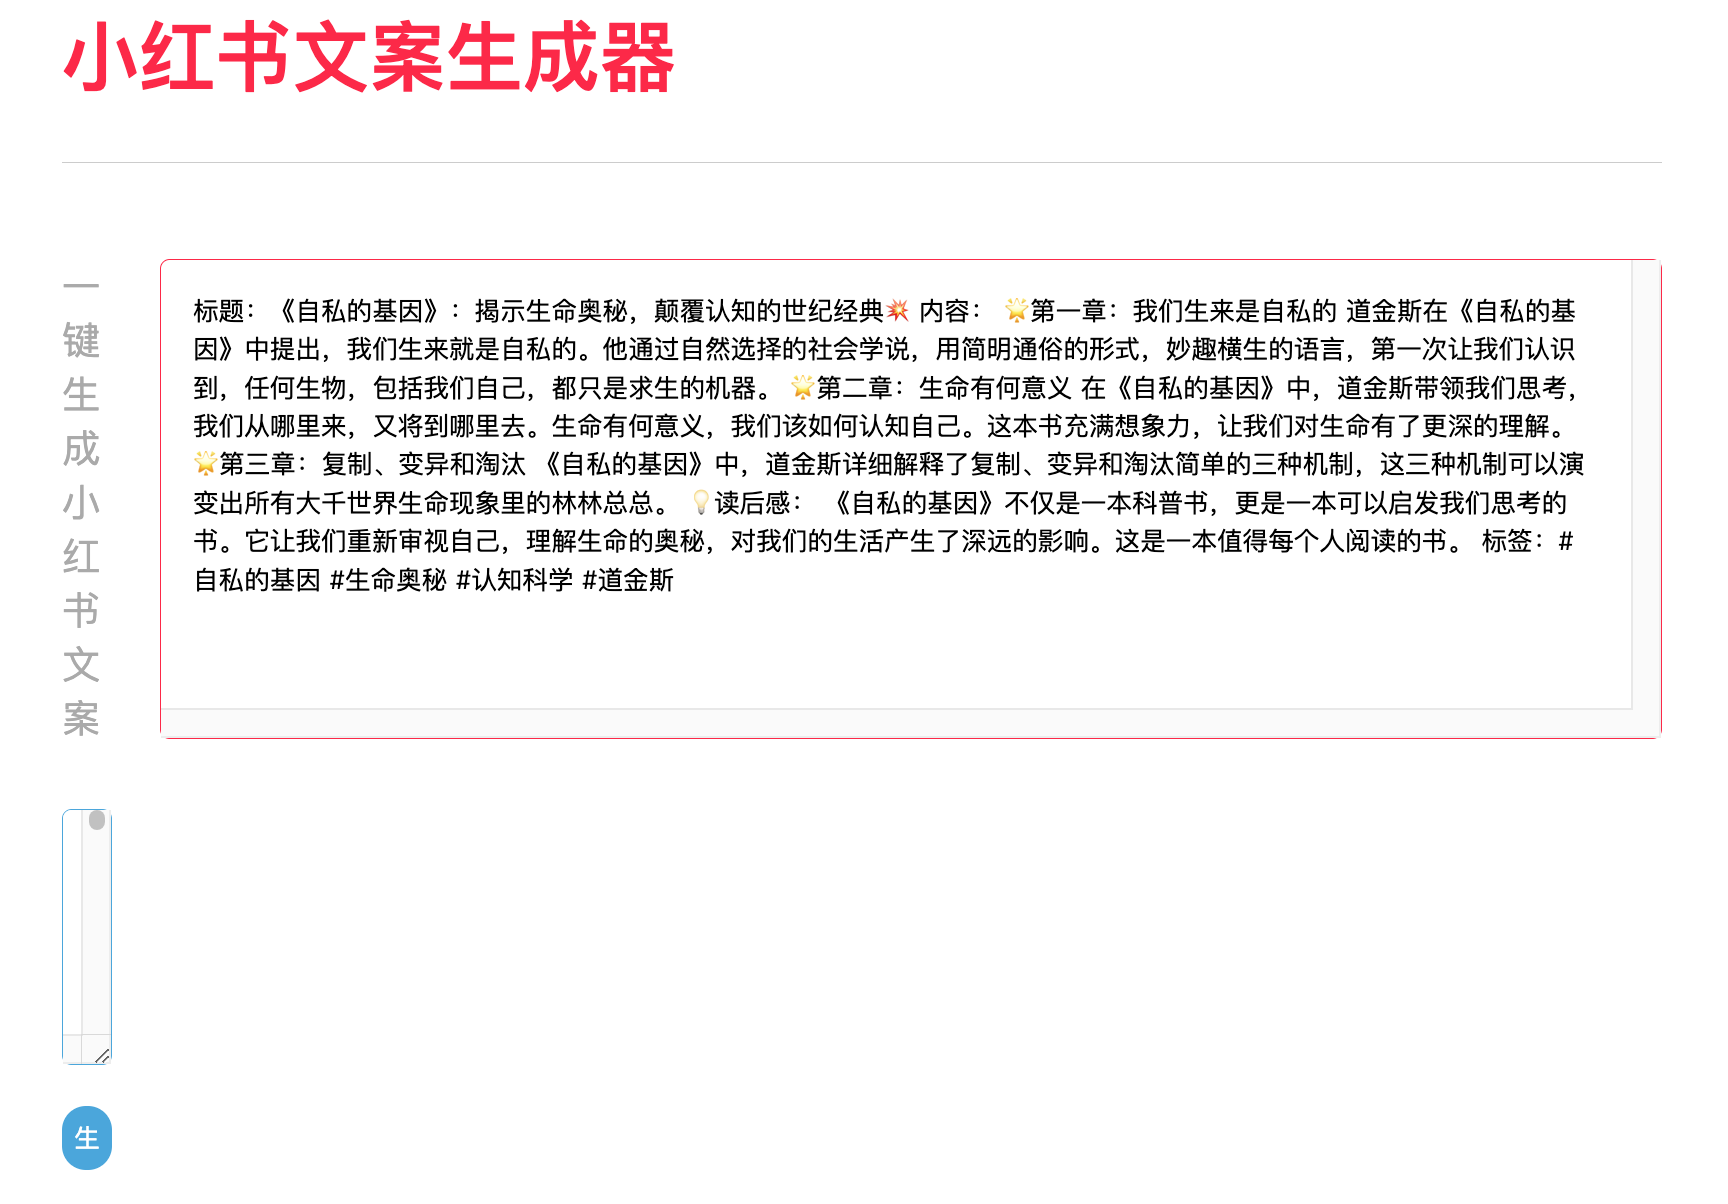 小红书文案生成器
一键生成小红书文案
标题：《自私的基因》：揭示生命奥秘，颠覆认知的世纪经典💥 内容： 🌟第一章：我们生来是自私的 道金斯在《自私的基
因》中提出，我们生来就是自私的。他通过自然选择的社会学说，用简明通俗的形式，妙趣横生的语言，第一次让我们认识
到，任何生物，包括我们自己，都只是求生的机器。 🌟第二章：生命有何意义 在《自私的基因》中，道金斯带领我们思考，
我们从哪里来，又将到哪里去。生命有何意义，我们该如何认知自己。这本书充满想象力，让我们对生命有了更深的理解。
🌟第三章：复制、变异和淘汰 《自私的基因》中，道金斯详细解释了复制、变异和淘汰简单的三种机制，这三种机制可以演
变出所有大千世界生命现象里的林林总总。 💡读后感： 《自私的基因》不仅是一本科普书，更是一本可以启发我们思考的
书。它让我们重新审视自己，理解生命的奥秘，对我们的生活产生了深远的影响。这是一本值得每个人阅读的书。 标签：#
自私的基因 #生命奥秘 #认知科学 #道金斯
生